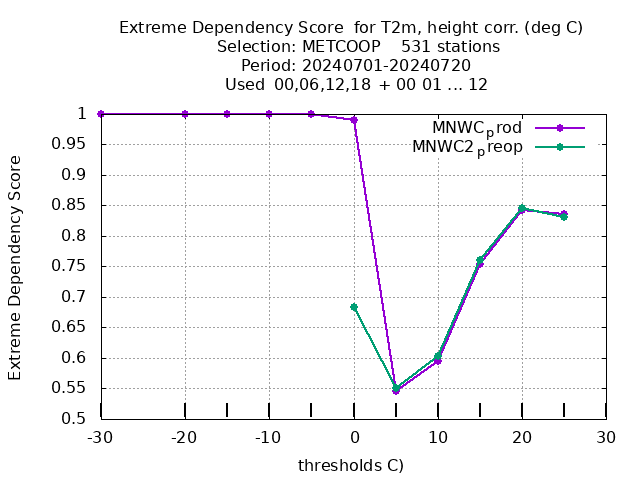 Extreme Dependency Score  for T2m, height corr. (deg C)
Selection: METCOOP    531 stations
Period: 20240701-20240720
Used  00,06,12,18 + 00 01 ... 12
MNWCprod
MNWC2preop
Extreme Dependency Score
1
0.95
0.9
0.85
0.8
0.75
0.7
0.65
0.6
0.55
0.5
-30 -20 -10 0 10 20 30
thresholds C)